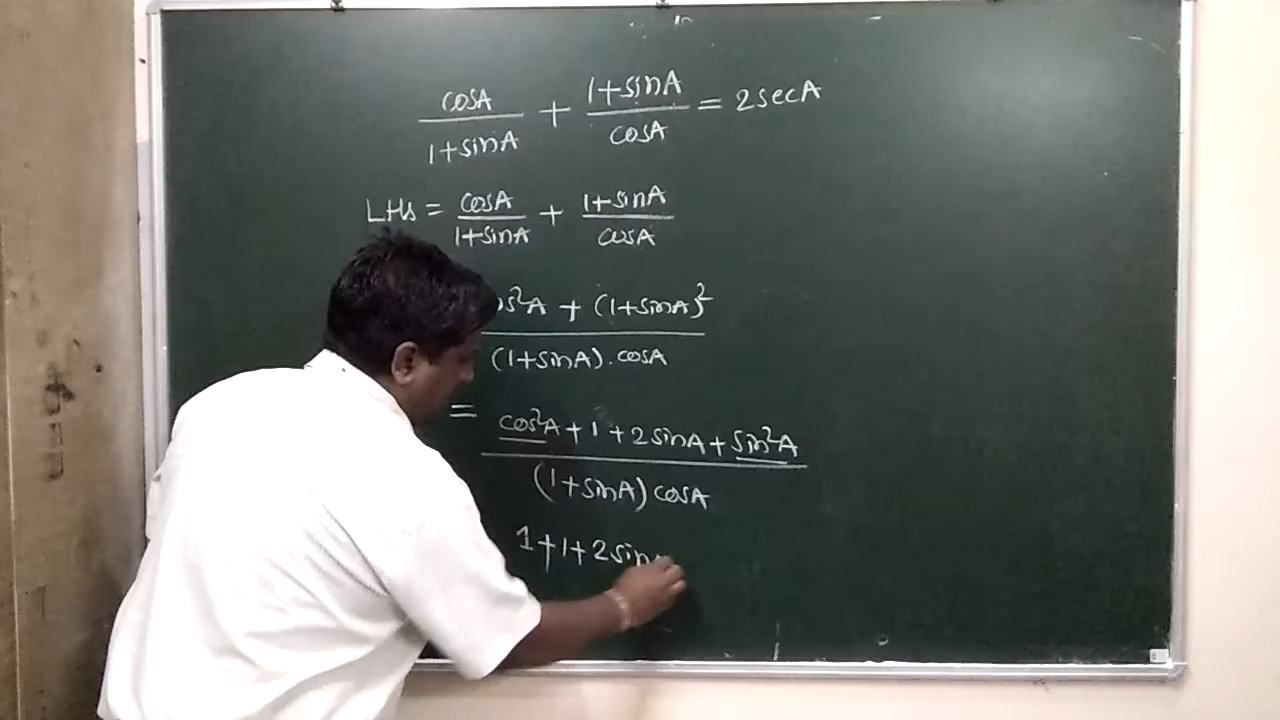 cosA/1+sinA + 1+sinA/cosA = 2secA
LHS = cosA/1+sinA + 1+sinA/cosA
os²A + (1+sinA)²/(1+sinA).cosA
= cos²A + 1 + 2sinA + sin²A/(1+sinA)cosA
1+1+2sin